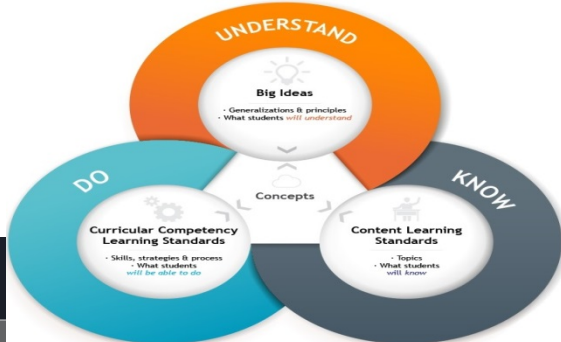 UNDERSTAND
Big Ideas
· Generalizations & principles
· What students will understand
DO
KNOW
Concepts
Curricular Competency
Learning Standards
· Skills, strategies & process
· What students
will be able to do
Content Learning
Standards
· Topics
· What students
will know